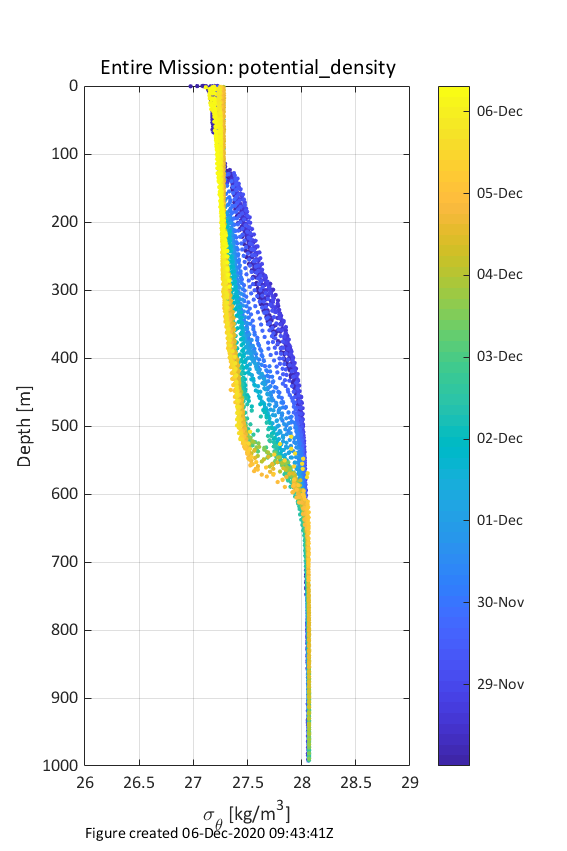 Entire Mission: potential_density
0
100
200
300
400
500
600
700
800
900
1000
Depth [m]
26
26.5
27
27.5
28
28.5
29
σθ [kg/m³]
Figure created 06-Dec-2020 09:43:41Z
06-Dec
05-Dec
04-Dec
03-Dec
02-Dec
01-Dec
30-Nov
29-Nov